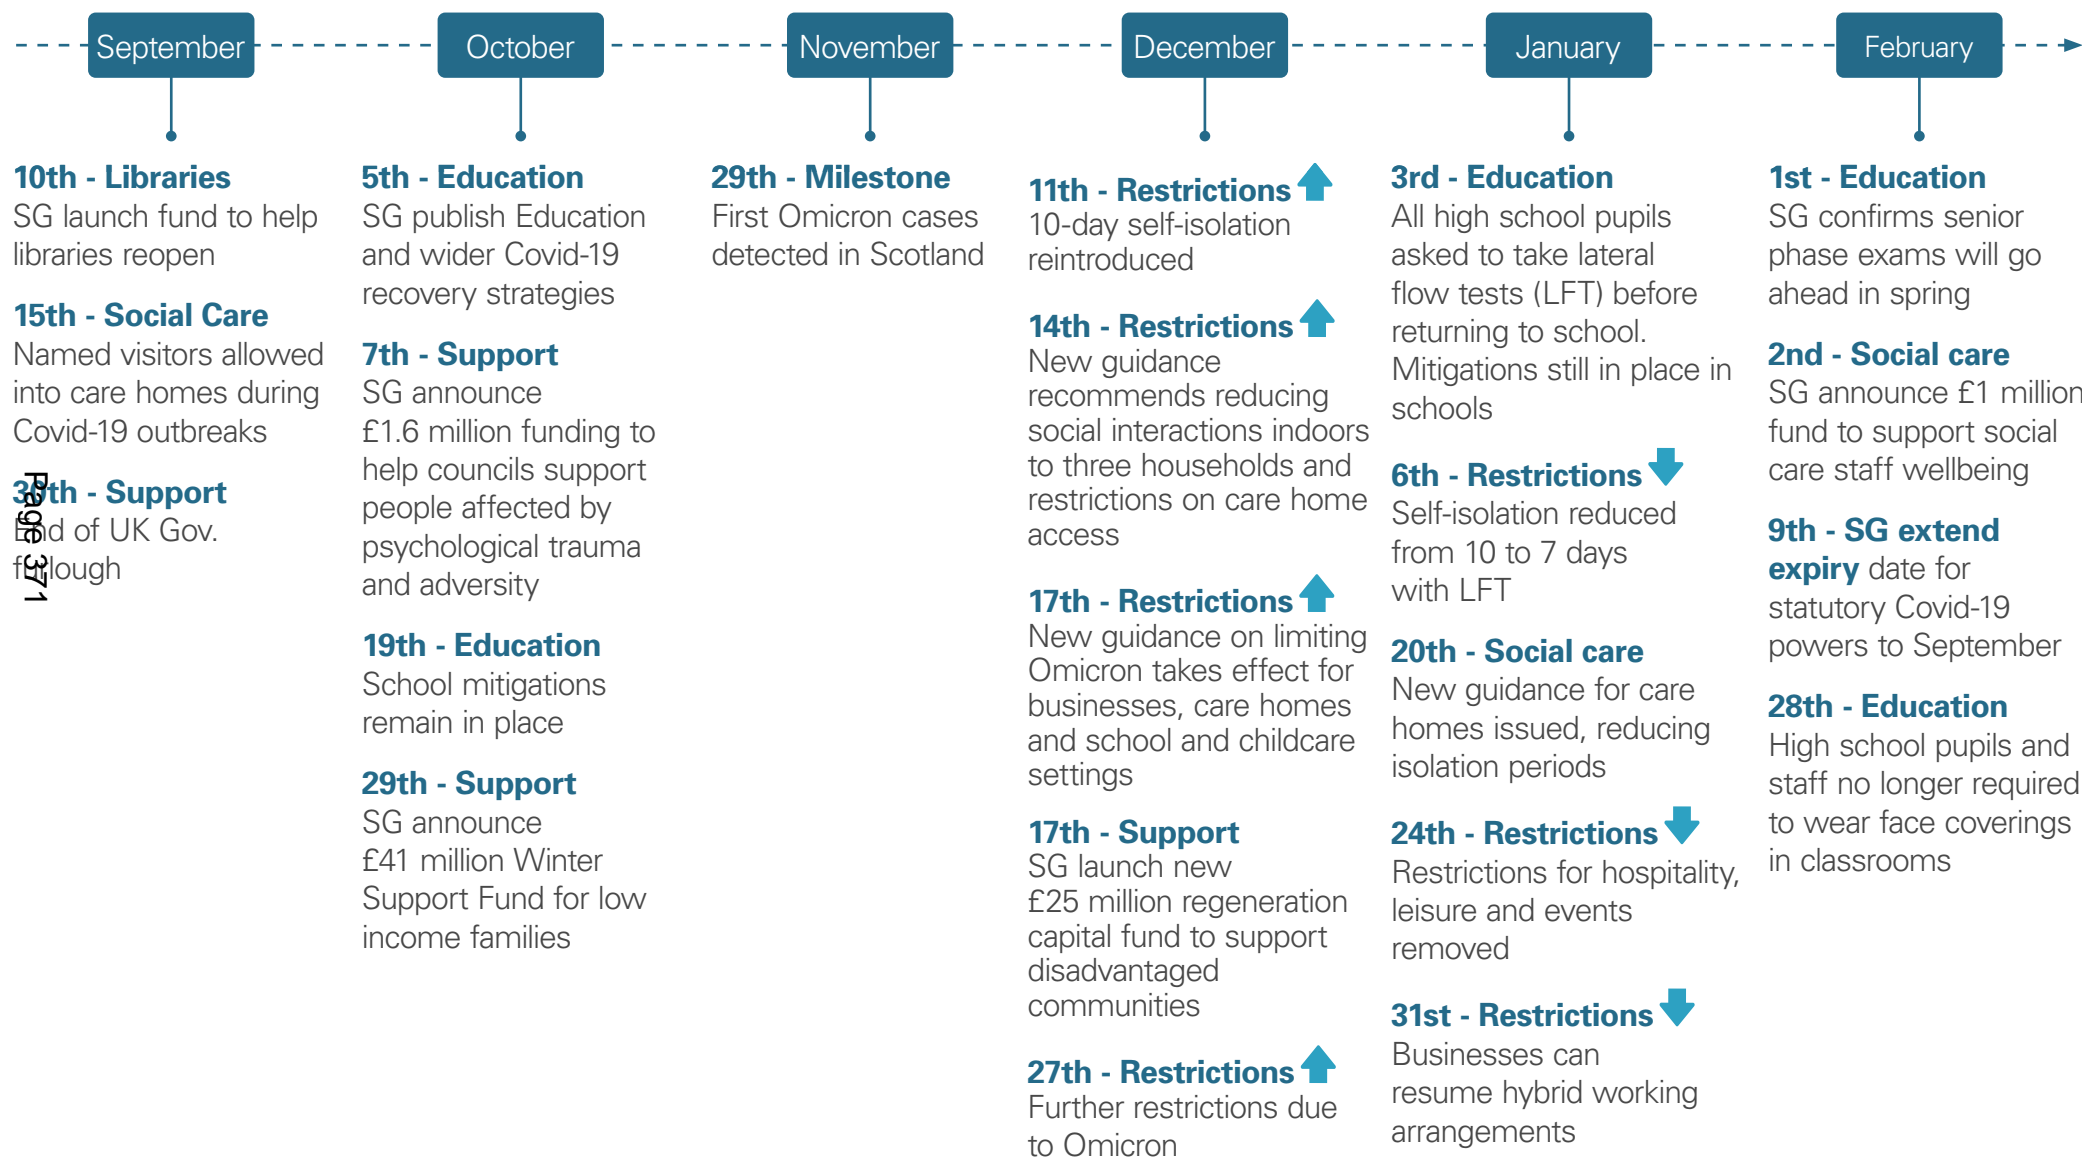 September
October
November
December
January
February
10th - Libraries
SG launch fund to help
libraries reopen
15th - Social Care
Named visitors allowed
into care homes during
Covid-19 outbreaks
30th - Support
End of UK Gov.
furlough
Page 371
5th - Education
SG publish Education
and wider Covid-19
recovery strategies
7th - Support
SG announce
£1.6 million funding to
help councils support
people affected by
psychological trauma
and adversity
19th - Education
School mitigations
remain in place
29th - Support
SG announce
£41 million Winter
Support Fund for low
income families
29th - Milestone
First Omicron cases
detected in Scotland
11th - Restrictions
10-day self-isolation
reintroduced
14th - Restrictions
New guidance
recommends reducing
social interactions indoors
to three households and
restrictions on care home
access
17th - Restrictions
New guidance on limiting
Omicron takes effect for
businesses, care homes
and school and childcare
settings
17th - Support
SG launch new
£25 million regeneration
capital fund to support
disadvantaged
communities
27th - Restrictions
Further restrictions due
to Omicron
3rd - Education
All high school pupils
asked to take lateral
flow tests (LFT) before
returning to school.
Mitigations still in place in
schools
6th - Restrictions
Self-isolation reduced
from 10 to 7 days
with LFT
20th - Social care
New guidance for care
homes issued, reducing
isolation periods
24th - Restrictions
Restrictions for hospitality,
leisure and events
removed
31st - Restrictions
Businesses can
resume hybrid working
arrangements
1st - Education
SG confirms senior
phase exams will go
ahead in spring
2nd - Social care
SG announce £1 million
fund to support social
care staff wellbeing
9th - SG extend
expiry date for
statutory Covid-19
powers to September
28th - Education
High school pupils and
staff no longer required
to wear face coverings
in classrooms